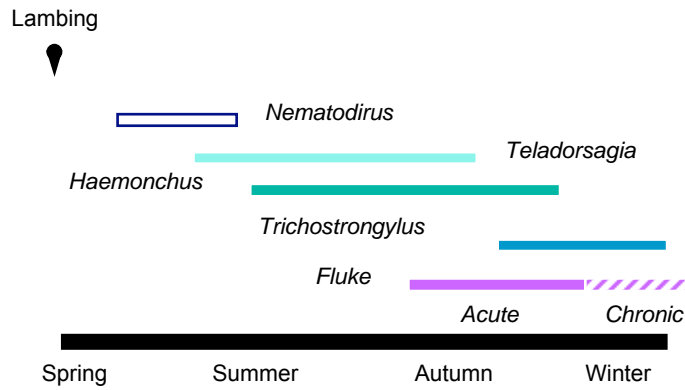 Lambing
Nematodirus
Teladorsagia
Haemonchus
Trichostrongylus
Fluke
Acute Chronic
Spring Summer Autumn Winter